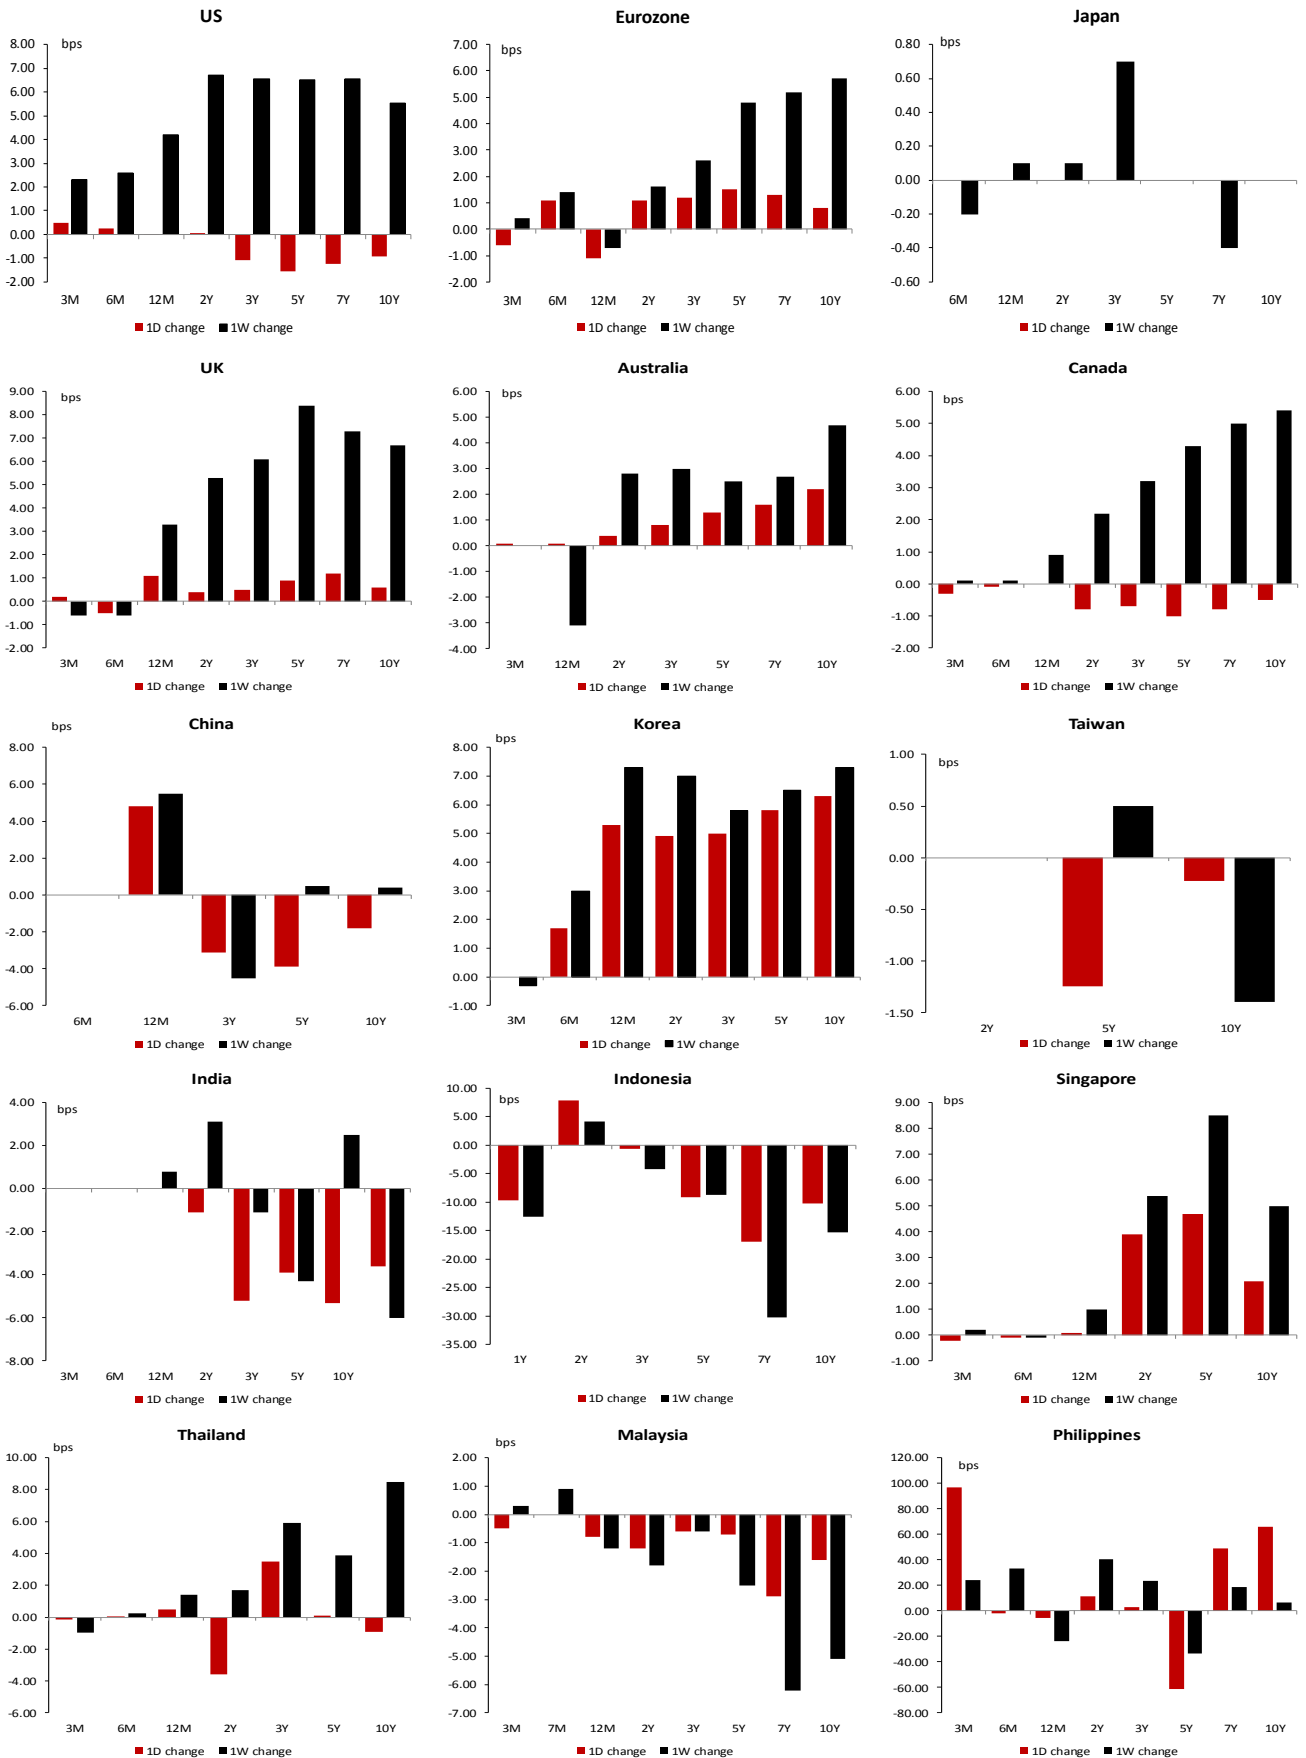 US
bps
8.00
7.00
6.00
5.00
4.00
3.00
2.00
1.00
0.00
-1.00
-2.00
3M 6M 12M 2Y 3Y 5Y 7Y 10Y
1D change 1W change
Eurozone
bps
7.00
6.00
5.00
4.00
3.00
2.00
1.00
0.00
-1.00
-2.00
3M 6M 12M 2Y 3Y 5Y 7Y 10Y
1D change 1W change
Japan
bps
0.80
0.60
0.40
0.20
0.00
-0.20
-0.40
-0.60
6M 12M 2Y 3Y 5Y 7Y 10Y
1D change 1W change
UK
bps
9.00
8.00
7.00
6.00
5.00
4.00
3.00
2.00
1.00
0.00
-1.00
-2.00
3M 6M 12M 2Y 3Y 5Y 7Y 10Y
1D change 1W change
Australia
bps
6.00
5.00
4.00
3.00
2.00
1.00
0.00
-1.00
-2.00
-3.00
-4.00
3M 12M 2Y 3Y 5Y 7Y 10Y
1D change 1W change
Canada
bps
6.00
5.00
4.00
3.00
2.00
1.00
0.00
-1.00
-2.00
3M 6M 12M 2Y 3Y 5Y 7Y 10Y
1D change 1W change
China
bps
8.00
6.00
4.00
2.00
0.00
-2.00
-4.00
-6.00
6M 12M 3Y 5Y 10Y
1D change 1W change
Korea
bps
8.00
7.00
6.00
5.00
4.00
3.00
2.00
1.00
0.00
-1.00
3M 6M 12M 2Y 3Y 5Y 10Y
1D change 1W change
Taiwan
bps
1.00
0.50
0.00
-0.50
-1.00
-1.50
2Y 5Y 10Y
1D change 1W change
India
bps
4.00
2.00
0.00
-2.00
-4.00
-6.00
-8.00
3M 6M 12M 2Y 3Y 5Y 10Y
1D change 1W change
Indonesia
bps
10.00
5.00
0.00
-5.00
-10.00
-15.00
-20.00
-25.00
-30.00
-35.00
1Y 2Y 3Y 5Y 7Y 10Y
1D change 1W change
Singapore
bps
9.00
8.00
7.00
6.00
5.00
4.00
3.00
2.00
1.00
0.00
-1.00
3M 6M 12M 2Y 5Y 10Y
1D change 1W change
Thailand
bps
10.00
8.00
6.00
4.00
2.00
0.00
-2.00
-4.00
-6.00
3M 6M 12M 2Y 3Y 5Y 10Y
1D change 1W change
Malaysia
bps
2.00
1.00
0.00
-1.00
-2.00
-3.00
-4.00
-5.00
-6.00
-7.00
3M 7M 12M 2Y 3Y 5Y 7Y 10Y
1D change 1W change
Philippines
bps
120.00
100.00
80.00
60.00
40.00
20.00
0.00
-20.00
-40.00
-60.00
-80.00
3M 6M 12M 2Y 3Y 5Y 7Y 10Y
1D change 1W change